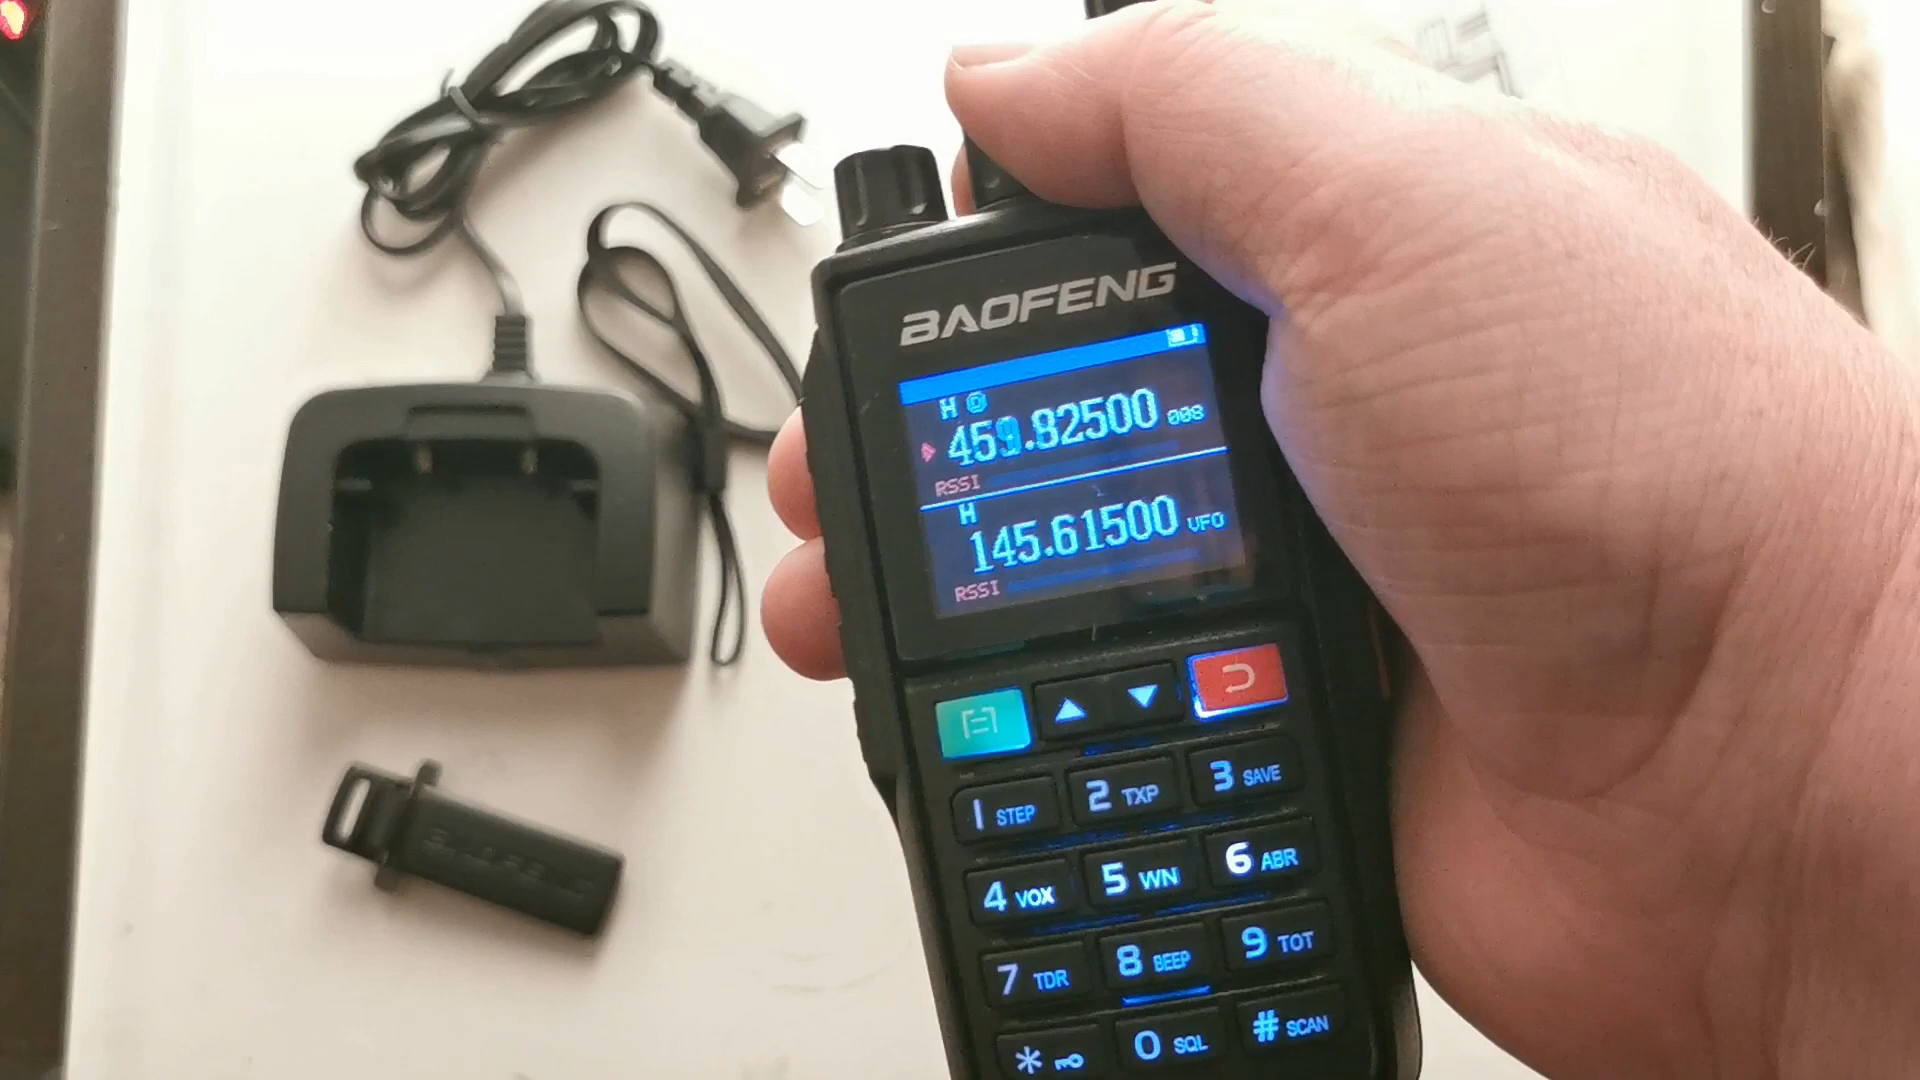 BAOFENG
H D
459.82500 008
RSSI
H
145.61500 VFO
RSSI
1 STEP 2 TXP 3 SAVE
4 VOX 5 WN 6 ABR
7 TDR 8 BEEP 9 TOT
* 0 SQL # SCAN
BAOFENG